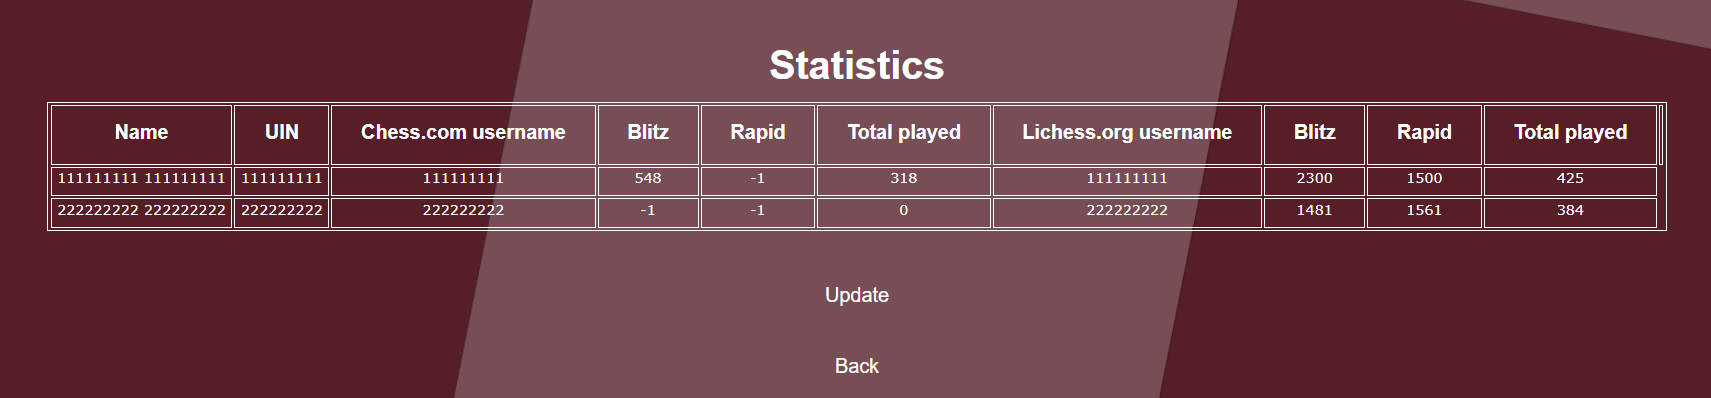 Statistics
Name UIN Chess.com username Blitz Rapid Total played Lichess.org username Blitz Rapid Total played
111111111 111111111 111111111 111111111 548 -1 318 111111111 2300 1500 425
222222222 222222222 222222222 222222222 -1 -1 0 222222222 1481 1561 384
Update
Back